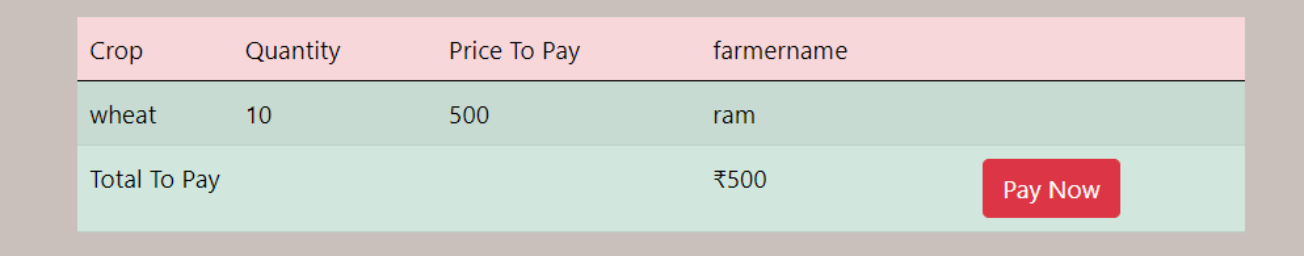 Crop Quantity Price To Pay farmername
wheat 10 500 ram
Total To Pay ₹500 Pay Now